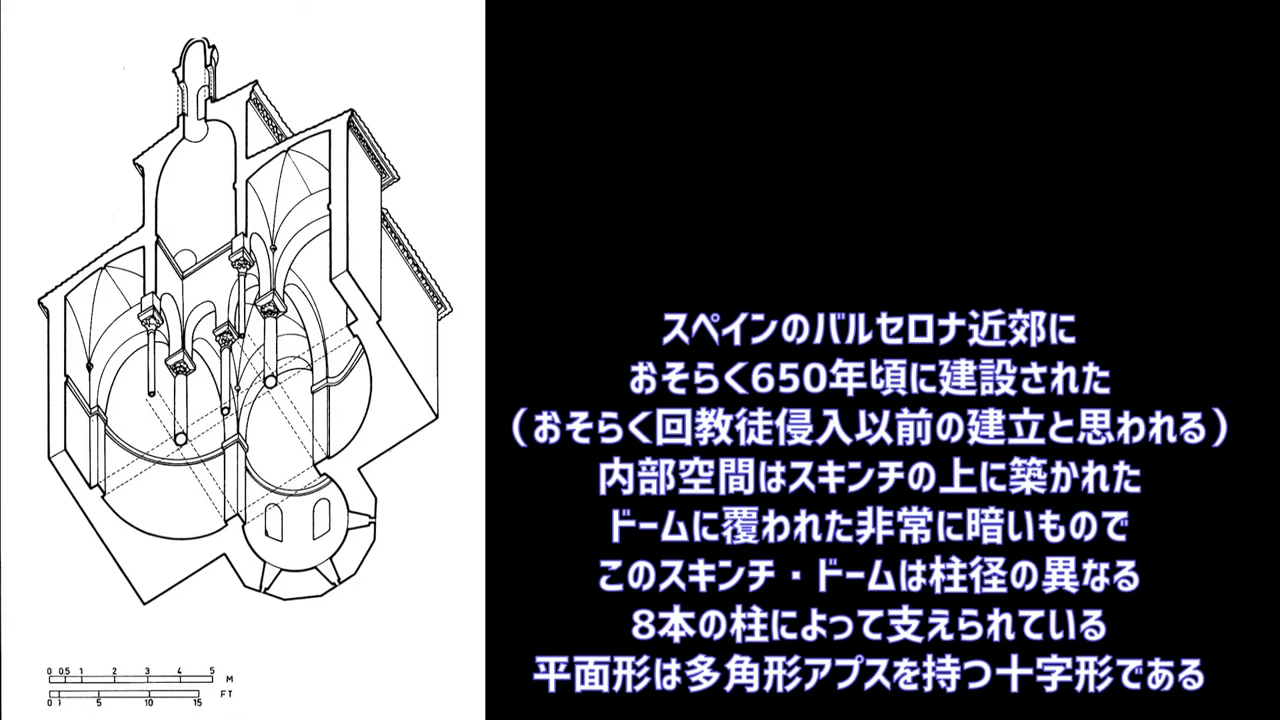 スペインのバルセロナ近郊に
おそらく650年頃に建設された
（おそらく回教徒侵入以前の建立と思われる）
内部空間はスキンチの上に築かれた
ドームに覆われた非常に暗いもので
このスキンチ・ドームは柱径の異なる
8本の柱によって支えられている
平面形は多角形アプスを持つ十字形である
0 0.5 1 2 3 4 5 M
0 1 5 10 15 FT